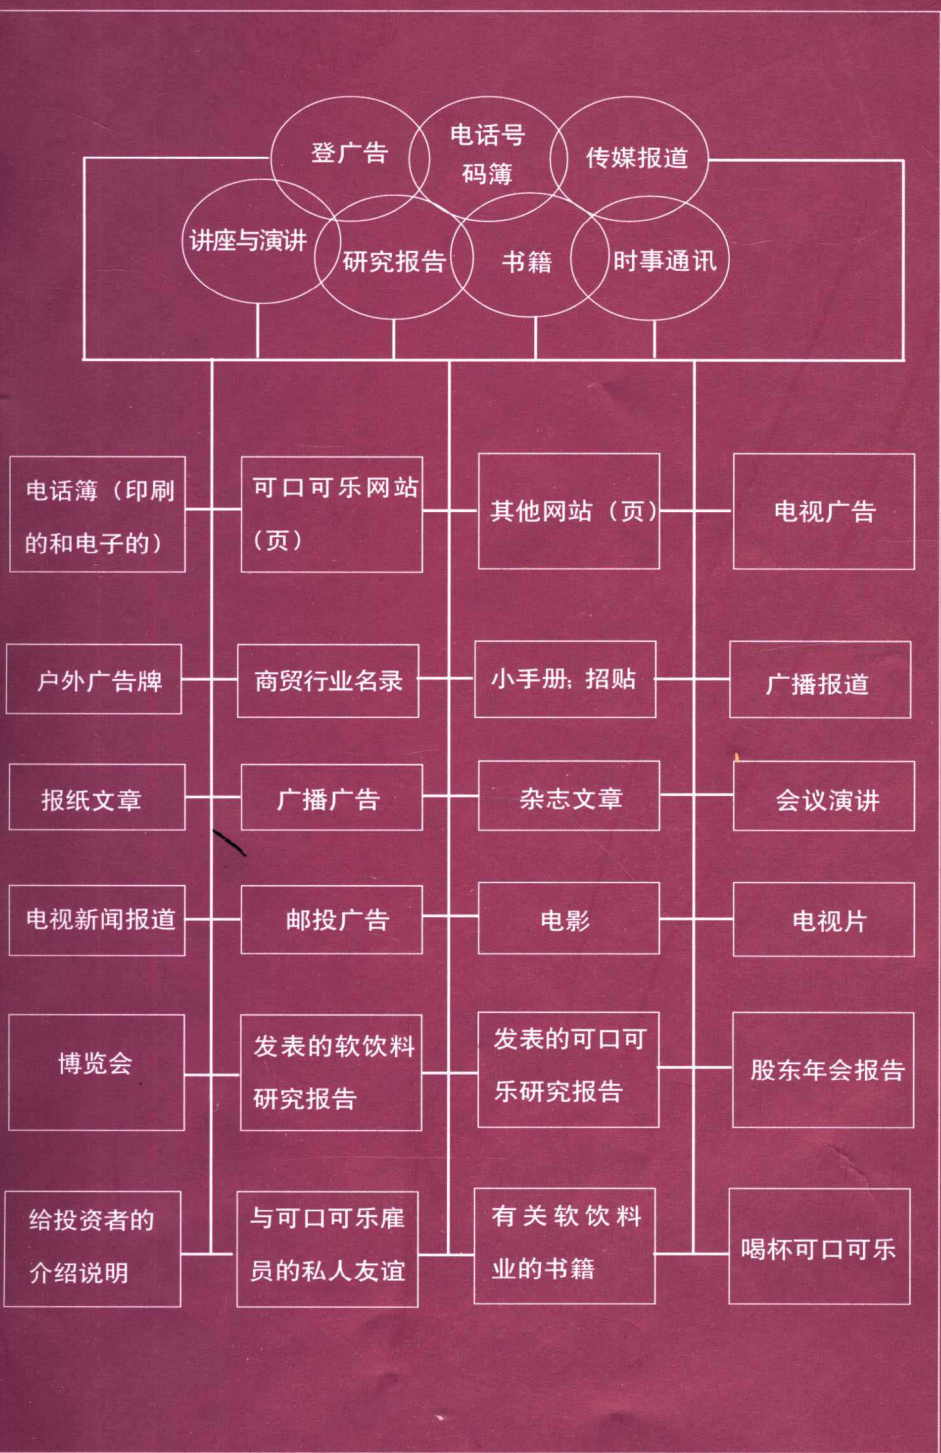 登广告
电话号
码簿
传媒报道
讲座与演讲
研究报告
书籍
时事通讯
电话簿（印刷
的和电子的）
可口可乐网站
（页）
其他网站（页）
电视广告
户外广告牌
商贸行业名录
小手册；招贴
广播报道
报纸文章
广播广告
杂志文章
会议演讲
电视新闻报道
邮投广告
电影
电视片
博览会
发表的软饮料
研究报告
发表的可口可
乐研究报告
股东年会报告
给投资者的
介绍说明
与可口可乐雇
员的私人友谊
有关软饮料
业的书籍
喝杯可口可乐